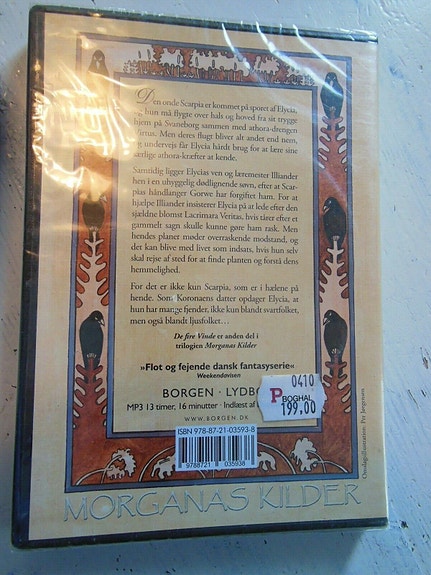 Den onde Scarpia er kommet på sporet af Elycia,
og hun må flygte over hals og hoved fra sit trygge
hjem på Svaneborg sammen med athora-drengen
Virtus. Men deres flugt bliver alt andet end nem,
og undervejs får Elycia hårdt brug for at lære sine
særlige athora-kræfter at kende.
Samtidig ligger Elycias ven og læremester Illiander
hen i en uhyggelig dødlignende søvn, efter at Scar-
pias håndlanger Gorwe har forgiftet ham. For at
hjælpe Illiander insisterer Elycia på at lede efter den
sjældne blomst Lacrimara Veritas, hvis tårer efter et
gammelt sagn skulle kunne gøre ham rask. Men
hendes planer møder overraskende modstand, og
det kan blive med livet som indsats, hvis hun selv
skal rejse af sted for at finde planten og forstå dens
hemmelighed.
For det er ikke kun Scarpia, som er i hælene på
hende. Som Koronaens datter opdager Elycia, at
hun har mange fjender, ikke kun blandt svartfolket,
men også blandt ljusfolket…
De fire Vinde er anden del i
trilogien Morganas Kilder
»Flot og fejende dansk fantasyserie«
Weekendavisen
BORGEN · LYDB
MP3 13 timer, 16 minutter · Indlæst af
WWW.BORGEN.DK
0410
P BOGHAL
199,00
ISBN 978-87-21-03593-8
9788721 035938
Omslagsillustration: Per Jørgensen
MORGANAS KILDER